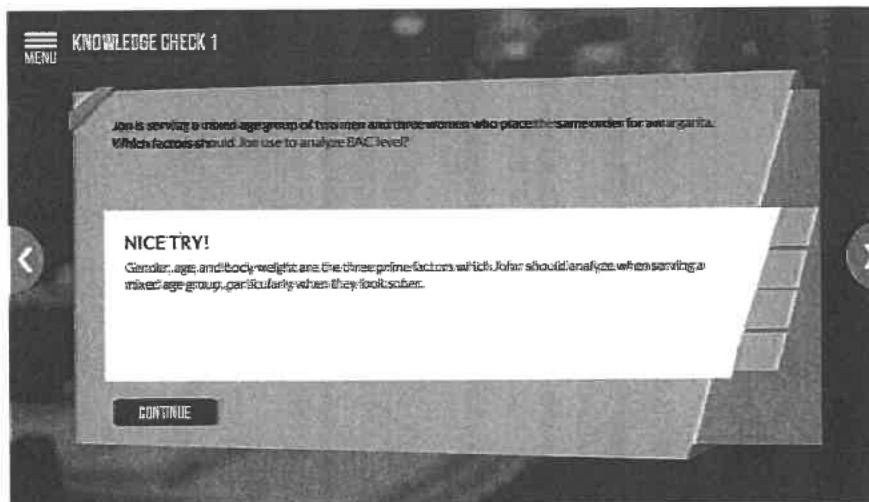 MENU
KNOWLEDGE CHECK 1
Jon is serving a mixed age group of two men and three women who place the same order for a margarita.
Which factors should Jon use to analyze BAC level?
NICE TRY!
Gender, age, and body weight are the three prime factors which John should analyze when serving a
mixed age group, particularly when they look sober.
CONTINUE